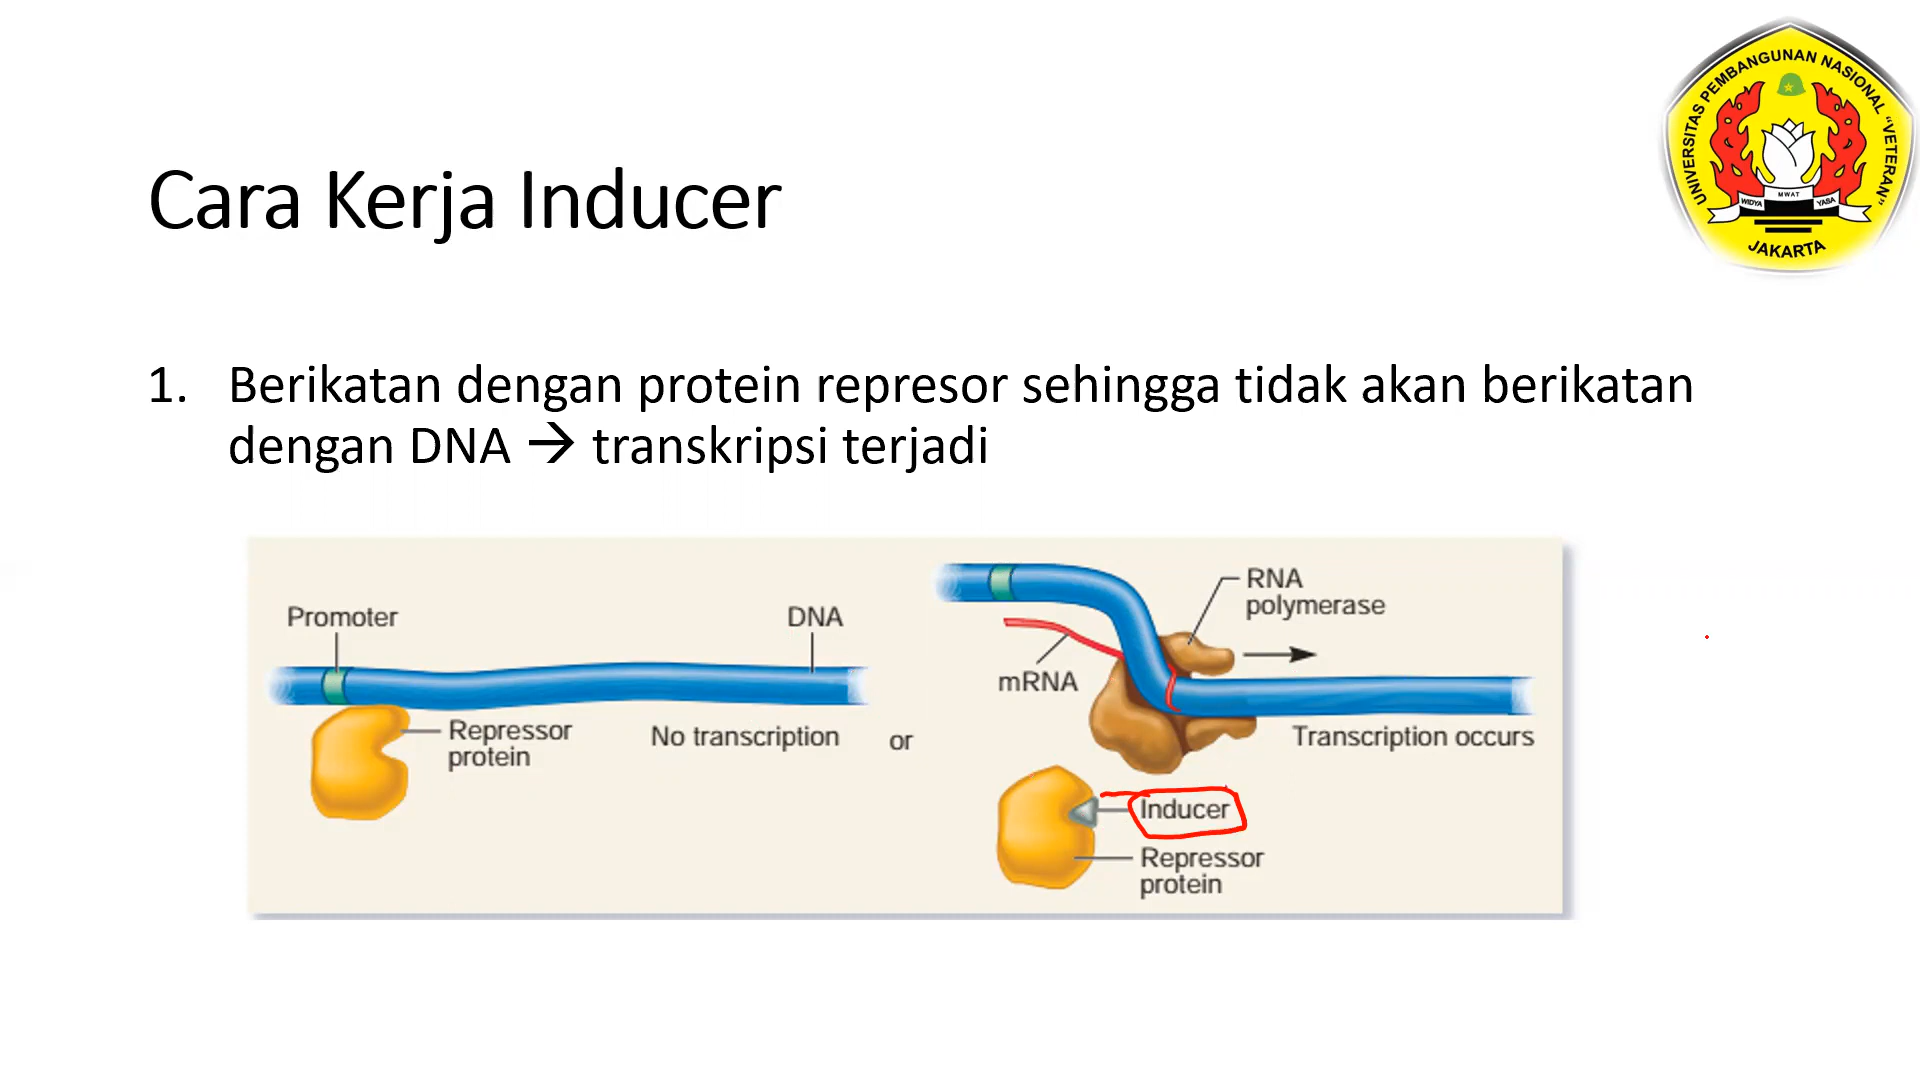 UNIVERSITAS PEMBANGUNAN NASIONAL “VETERAN”
MWAT
WIDYA YASA
JAKARTA
Cara Kerja Inducer
1. Berikatan dengan protein represor sehingga tidak akan berikatan
dengan DNA → transkripsi terjadi
Promoter
DNA
Repressor
protein
No transcription
or
RNA
polymerase
mRNA
Transcription occurs
Inducer
Repressor
protein